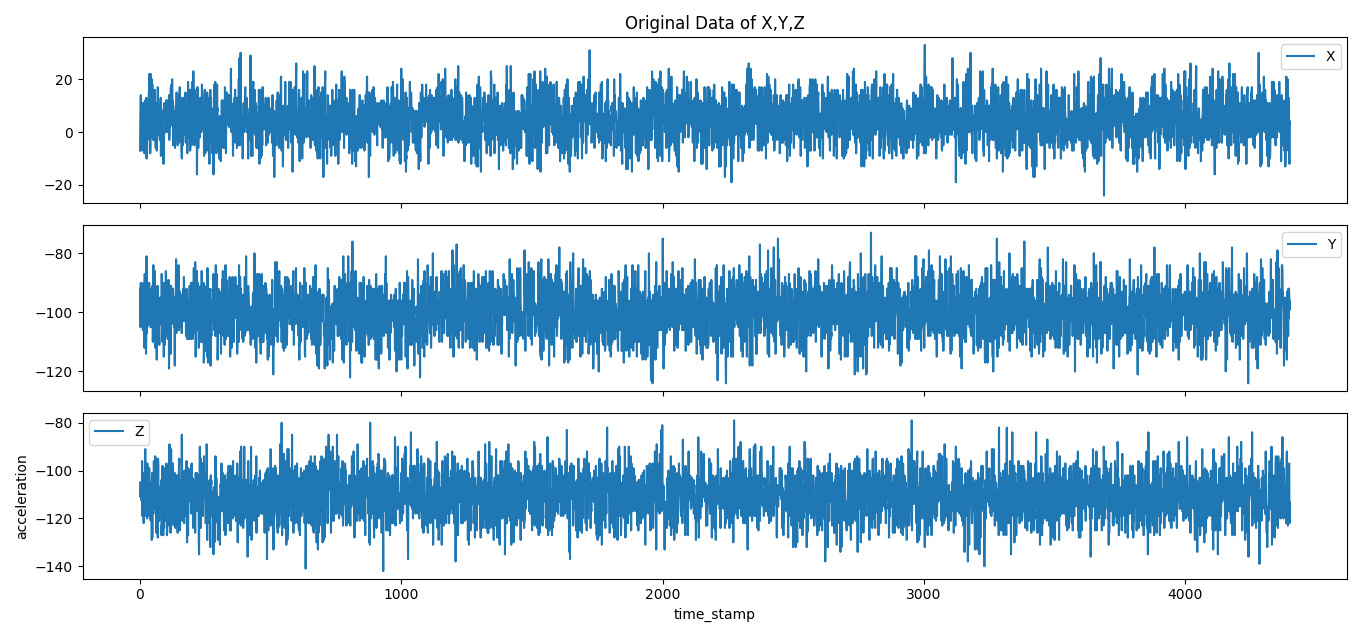 Original Data of X,Y,Z
X
20
0
−20
Y
−80
−100
−120
Z
−80
−100
−120
−140
acceleration
0 1000 2000 3000 4000
time_stamp